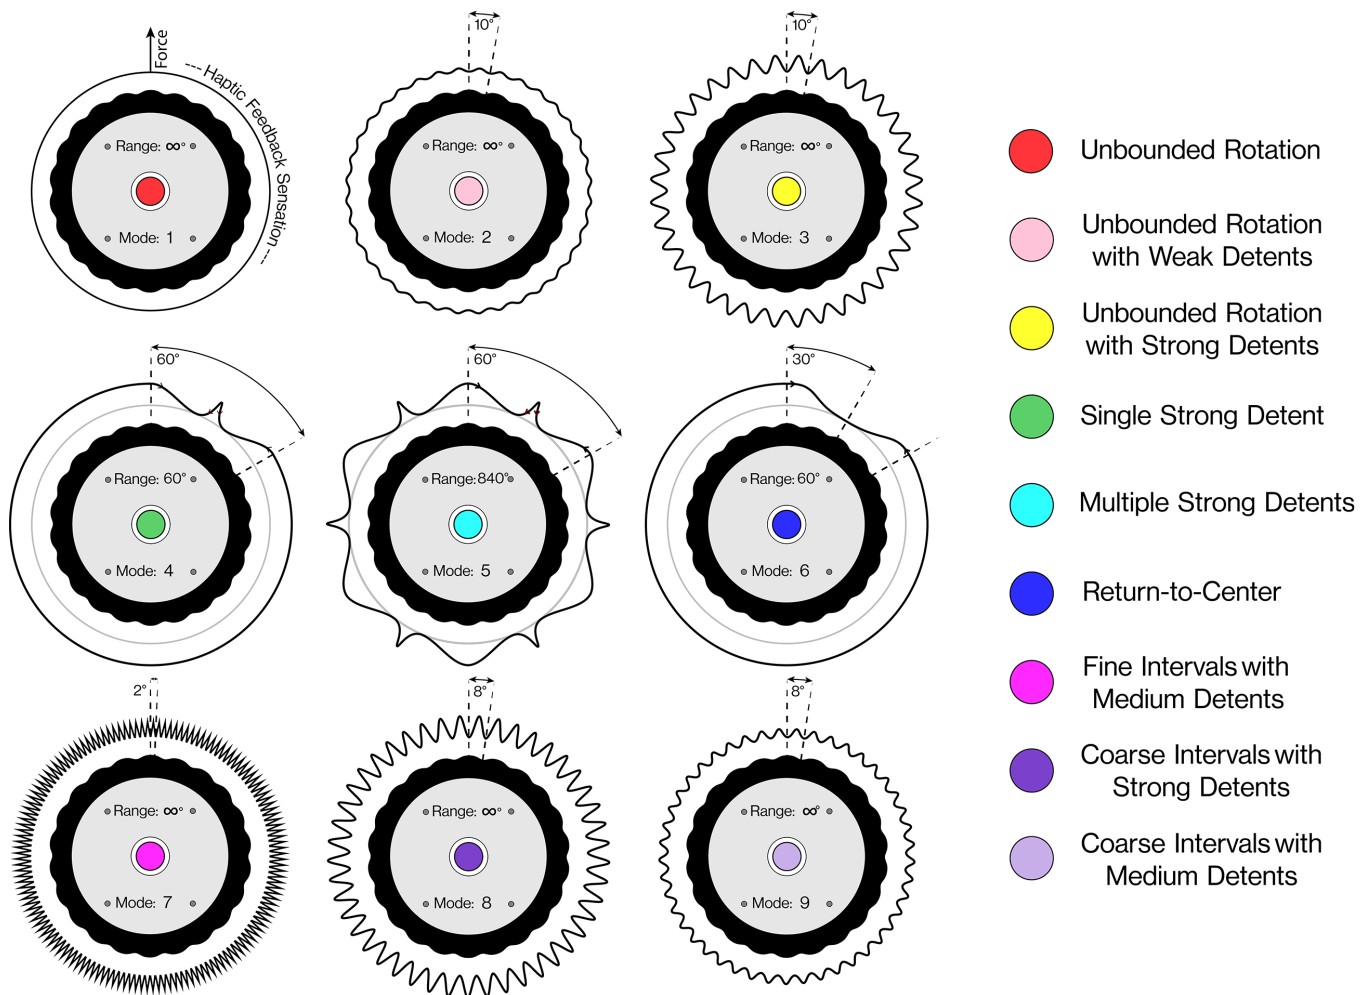 Force
--- Haptic Feedback Sensation ---
Range: ∞°
Mode: 1
10°
Range: ∞°
Mode: 2
10°
Range: ∞°
Mode: 3
60°
Range: 60°
Mode: 4
60°
Range: 840°
Mode: 5
30°
Range: 60°
Mode: 6
2°
Range: ∞°
Mode: 7
8°
Range: ∞°
Mode: 8
8°
Range: ∞°
Mode: 9
Unbounded Rotation
Unbounded Rotation
with Weak Detents
Unbounded Rotation
with Strong Detents
Single Strong Detent
Multiple Strong Detents
Return-to-Center
Fine Intervals with
Medium Detents
Coarse Intervals with
Strong Detents
Coarse Intervals with
Medium Detents